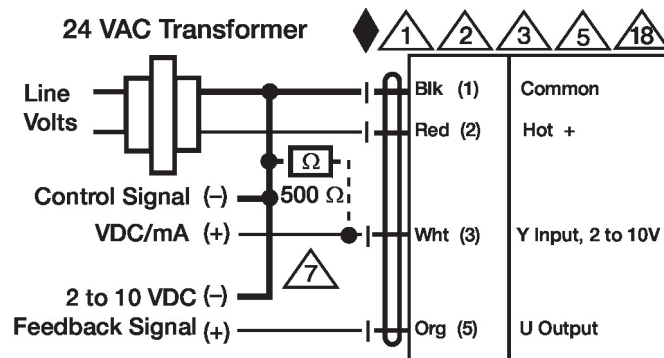 24 VAC Transformer
1 2 3 5 18
Line Volts
Blk (1) Common
Red (2) Hot +
Ω
500 Ω
Control Signal (–)
VDC/mA (+)
Wht (3) Y Input, 2 to 10V
7
2 to 10 VDC (–)
Feedback Signal (+)
Org (5) U Output